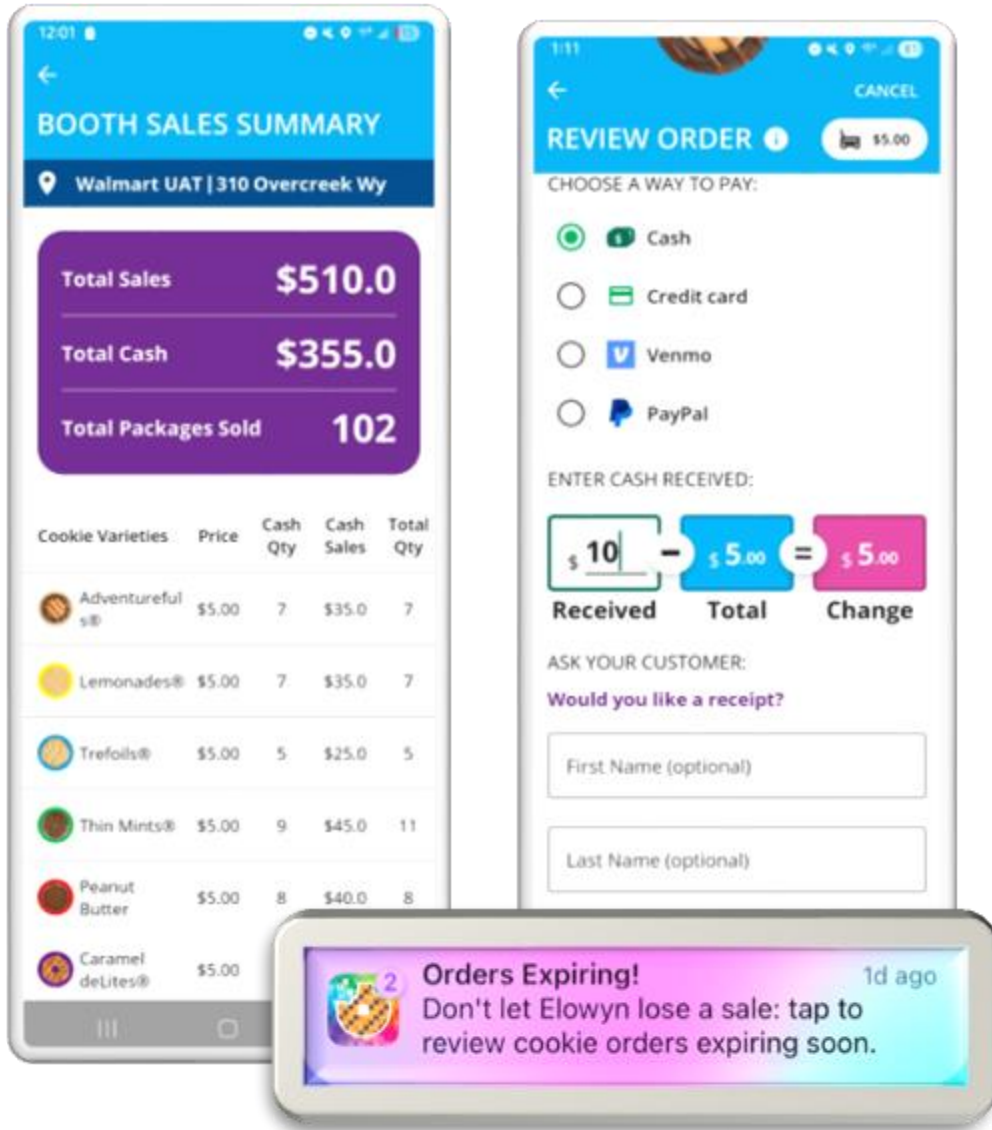 12:01
BOOTH SALES SUMMARY
Walmart UAT | 310 Overcreek Wy
Total Sales $510.0
Total Cash $355.0
Total Packages Sold 102
Cookie Varieties Price Cash Qty Cash Sales Total Qty
Adventureful
s® $5.00 7 $35.0 7
Lemonades® $5.00 7 $35.0 7
Trefoils® $5.00 5 $25.0 5
Thin Mints® $5.00 9 $45.0 11
Peanut
Butter $5.00 8 $40.0 8
Caramel
deLites® $5.00
1:11
CANCEL
REVIEW ORDER $5.00
CHOOSE A WAY TO PAY:
Cash
Credit card
Venmo
PayPal
ENTER CASH RECEIVED:
$ 10 – $ 5.00 = $ 5.00
Received Total Change
ASK YOUR CUSTOMER:
Would you like a receipt?
First Name (optional)
Last Name (optional)
2
Orders Expiring! 1d ago
Don't let Elowyn lose a sale: tap to
review cookie orders expiring soon.